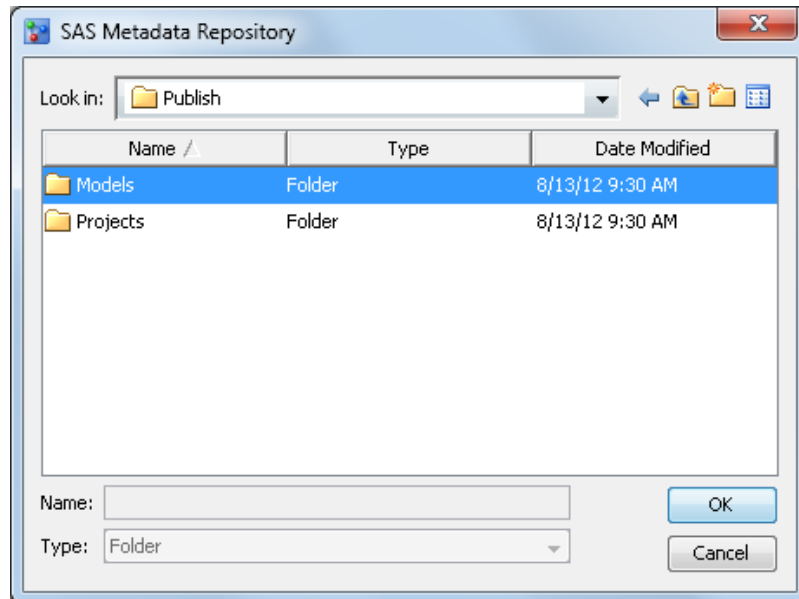 SAS Metadata Repository
Look in: Publish
Name Type Date Modified
Models Folder 8/13/12 9:30 AM
Projects Folder 8/13/12 9:30 AM
Name: OK
Type: Folder Cancel